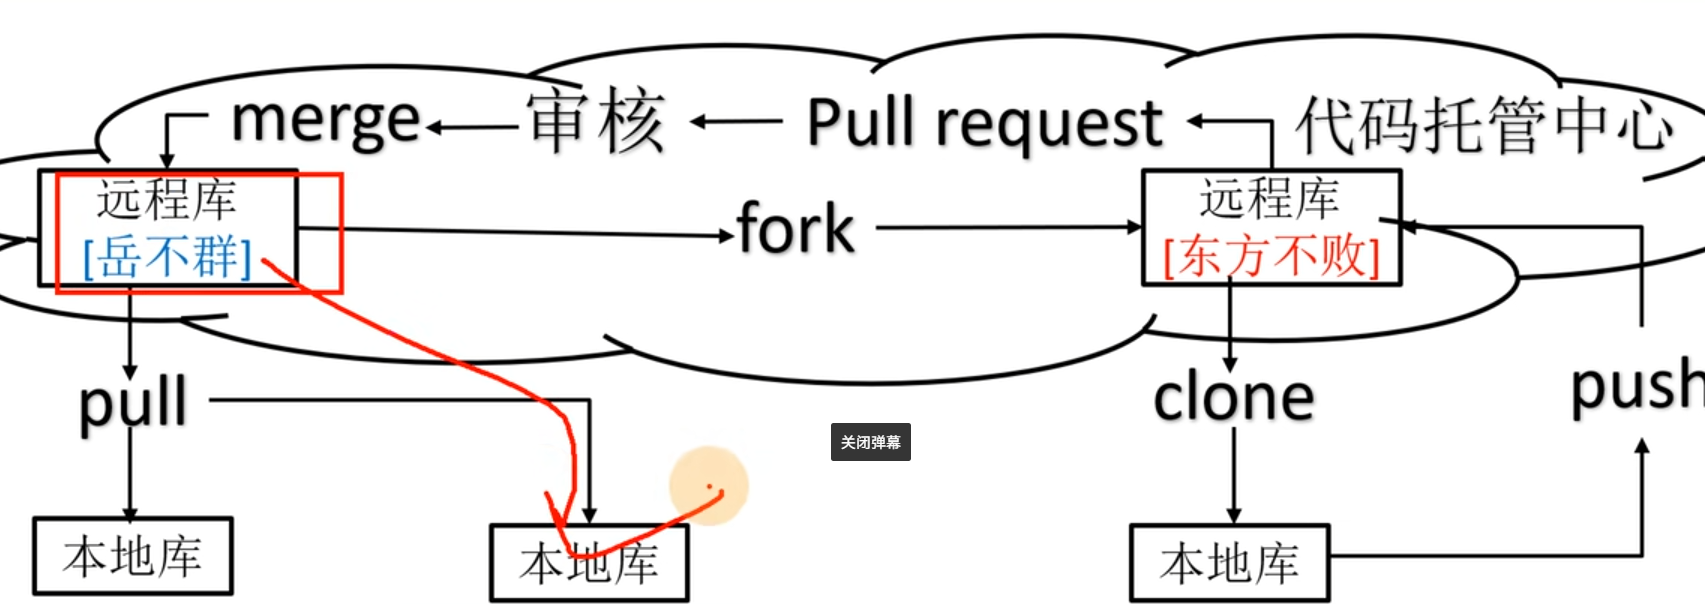 merge
审核
Pull request
代码托管中心
远程库
[岳不群]
fork
远程库
[东方不败]
pull
clone
push
关闭弹幕
本地库
本地库
本地库